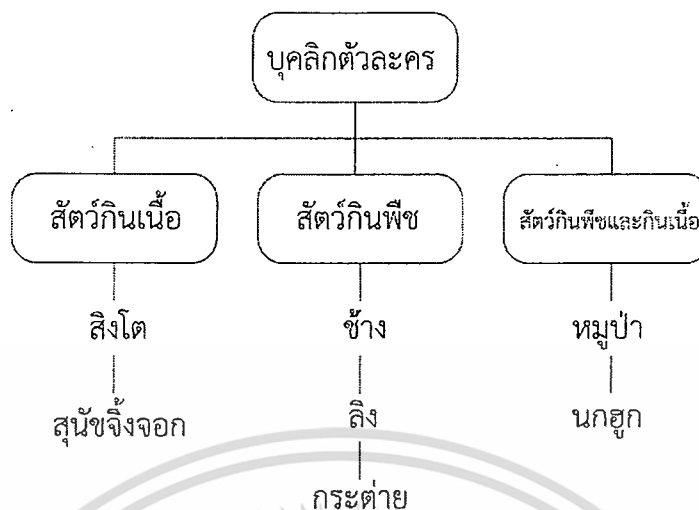 บุคลิกตัวละคร
สัตว์กินเนื้อ
สัตว์กินพืช
สัตว์กินพืชและกินเนื้อ
สิงโต
ช้าง
หมูป่า
สุนัขจิ้งจอก
ลิง
นกฮูก
กระต่าย